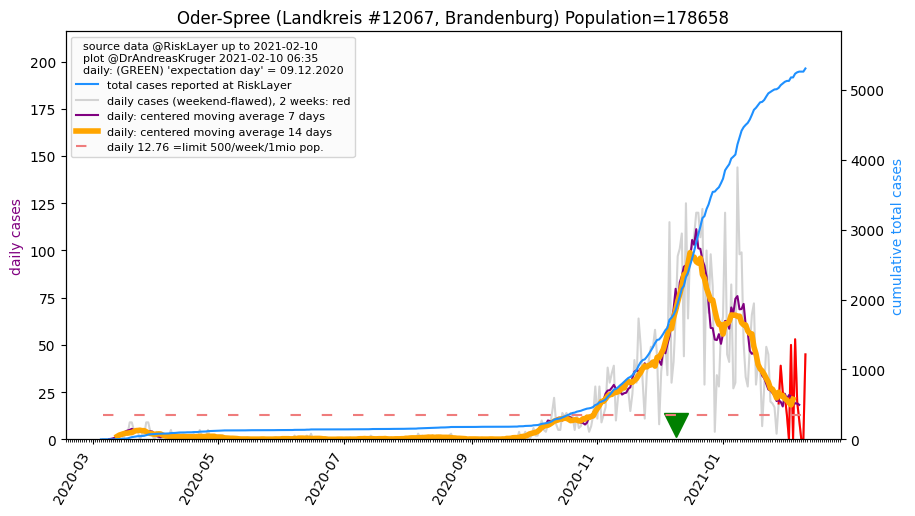 Oder-Spree (Landkreis #12067, Brandenburg) Population=178658
source data @RiskLayer up to 2021-02-10
plot @DrAndreasKruger 2021-02-10 06:35
daily: (GREEN) 'expectation day' = 09.12.2020
total cases reported at RiskLayer
daily cases (weekend-flawed), 2 weeks: red
daily: centered moving average 7 days
daily: centered moving average 14 days
daily 12.76 =limit 500/week/1mio pop.
daily cases
200
175
150
125
100
75
50
25
0
cumulative total cases
5000
4000
3000
2000
1000
0
2020-03
2020-05
2020-07
2020-09
2020-11
2021-01